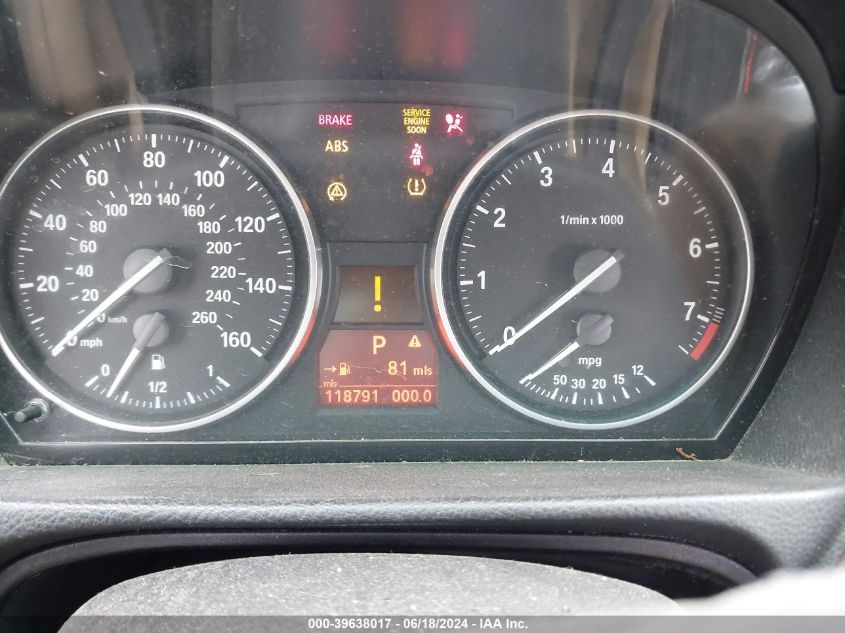 BRAKE
SERVICE
ENGINE
SOON
ABS
0 20 40 60 80 100 120 140 160
mph
0 20 40 60 80 100 120 140 160 180 200 220 240 260
km/h
0 1/2 1
0 1 2 3 4 5 6 7
1/min x 1000
mpg
50 30 20 15 12
!
P
81 mls
mls
118791 000.0
000-39638017 - 06/18/2024 - IAA Inc.